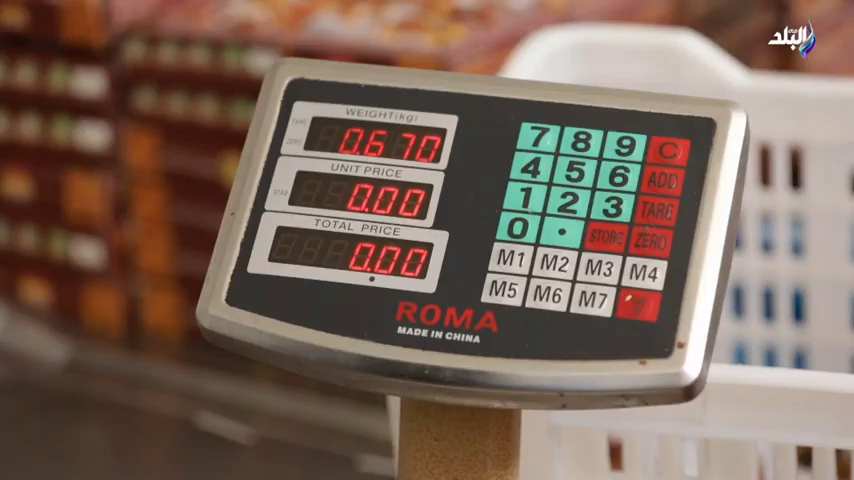 صدى
البلد
WEIGHT(kg)
TARE
ZERO
0.670
UNIT PRICE
0.00
TOTAL PRICE
0.00
7 8 9 C
4 5 6 ADD
1 2 3 TARG
0 . STORE ZERO
M1 M2 M3 M4
M5 M6 M7
ROMA
MADE IN CHINA